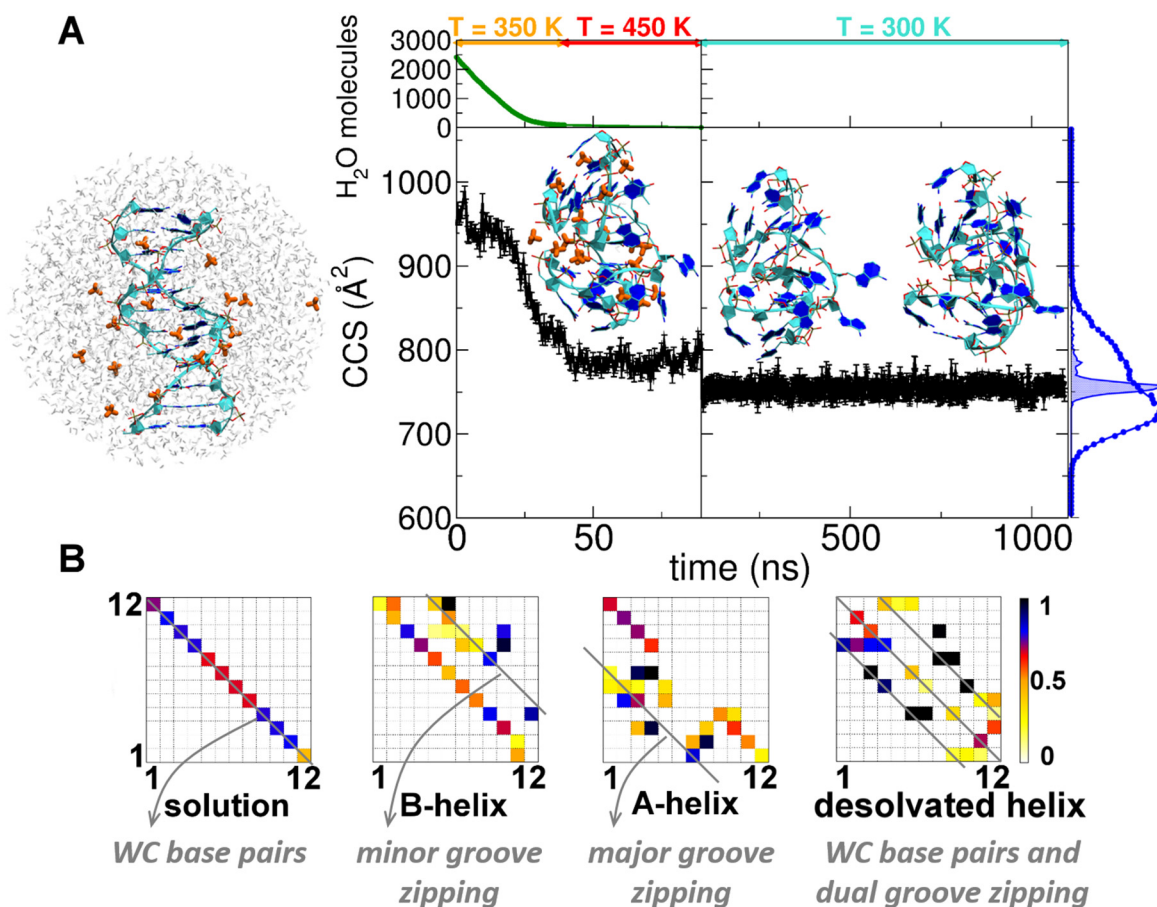 A
T = 350 K
T = 450 K
T = 300 K
3000
2000
1000
0
H2O molecules
1000
900
800
700
600
CCS (Å²)
0
50
500
1000
time (ns)
B
12
1
1
12
solution
WC base pairs
1
12
B-helix
minor groove
zipping
1
12
A-helix
major groove
zipping
1
12
desolvated helix
WC base pairs and
dual groove zipping
1
0.5
0